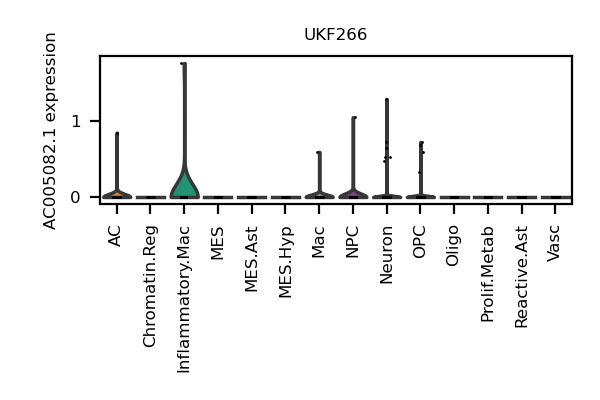 UKF266
AC005082.1 expression
1
0
AC
Chromatin.Reg
Inflammatory.Mac
MES
MES.Ast
MES.Hyp
Mac
NPC
Neuron
OPC
Oligo
Prolif.Metab
Reactive.Ast
Vasc